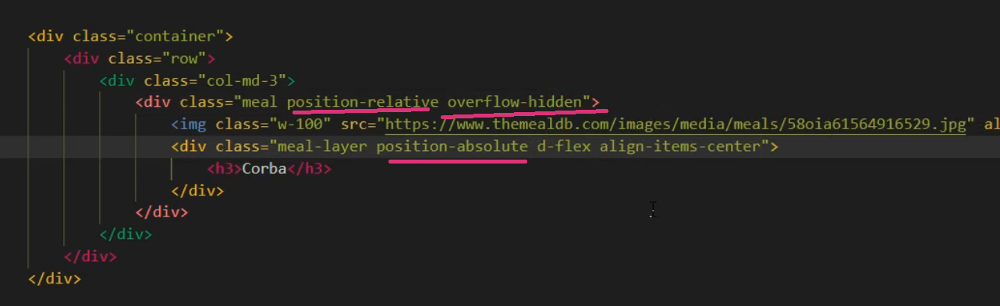 <div class="container">
<div class="row">
<div class="col-md-3">
<div class="meal position-relative overflow-hidden">
<img class="w-100" src="https://www.themealdb.com/images/media/meals/58oia61564916529.jpg" al
<div class="meal-layer position-absolute d-flex align-items-center">
<h3>Corba</h3>
</div>
</div>
</div>
</div>
</div>